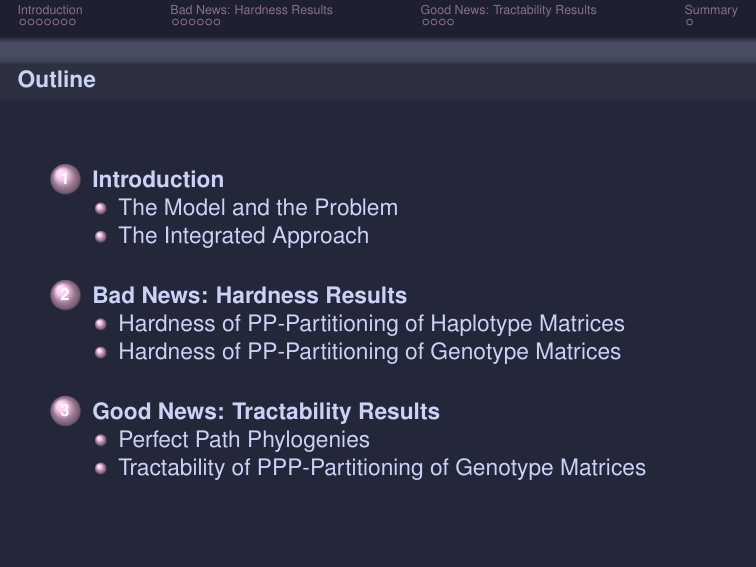 Introduction
Bad News: Hardness Results
Good News: Tractability Results
Summary
Outline
1 Introduction
The Model and the Problem
The Integrated Approach
2 Bad News: Hardness Results
Hardness of PP-Partitioning of Haplotype Matrices
Hardness of PP-Partitioning of Genotype Matrices
3 Good News: Tractability Results
Perfect Path Phylogenies
Tractability of PPP-Partitioning of Genotype Matrices